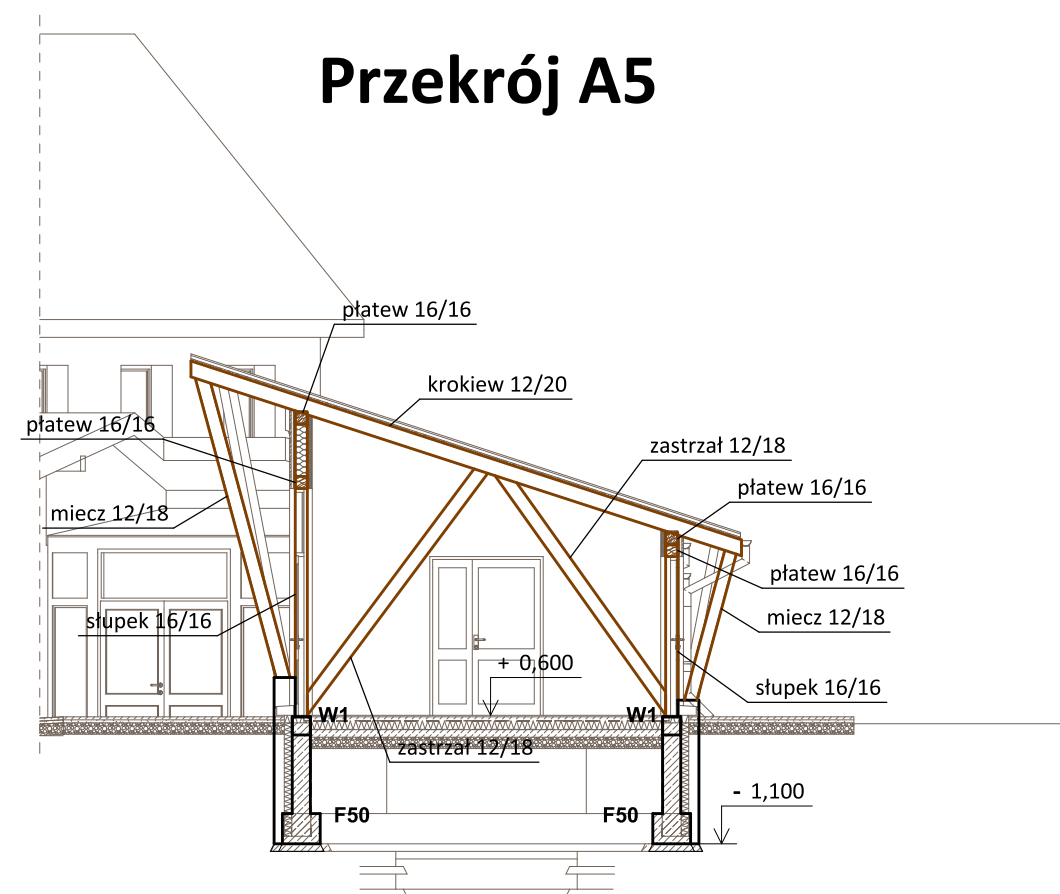 Przekrój A5
płatew 16/16
krokiew 12/20
płatew 16/16
zastrzał 12/18
płatew 16/16
miecz 12/18
płatew 16/16
słupek 16/16
miecz 12/18
+ 0,600
słupek 16/16
W1
W1
zastrzał 12/18
- 1,100
F50
F50